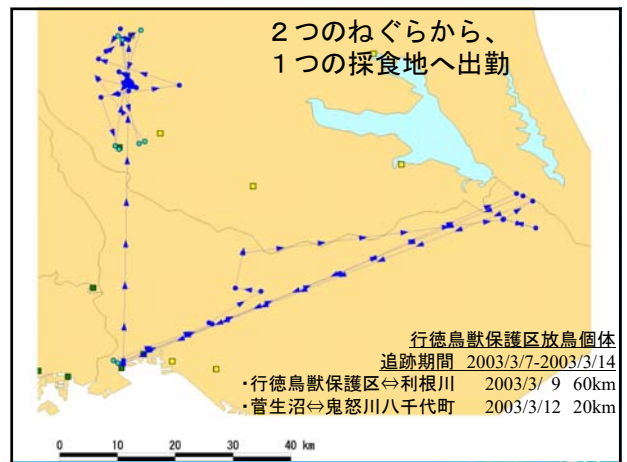 ２つのねぐらから、
１つの採食地へ出勤
行徳鳥獣保護区放鳥個体
追跡期間 2003/3/7-2003/3/14
・行徳鳥獣保護区⇔利根川 2003/3/ 9 60km
・菅生沼⇔鬼怒川八千代町 2003/3/12 20km
0 10 20 30 40 km